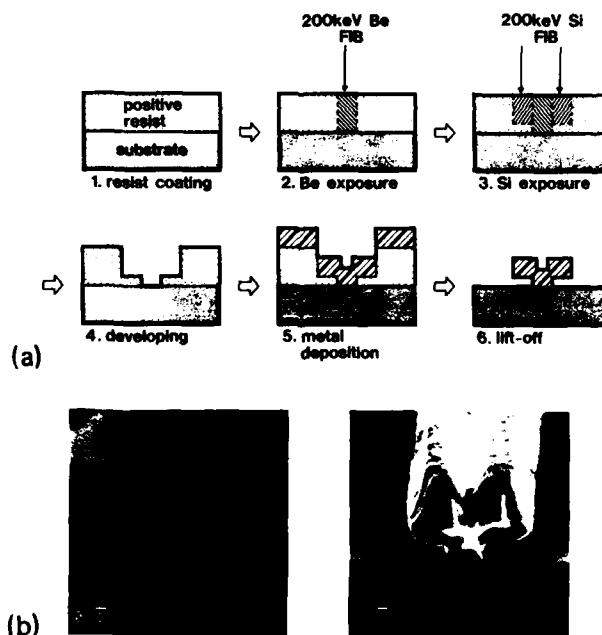 200keV Be
FIB
200keV Si
FIB
positive
resist
substrate
1. resist coating
2. Be exposure
3. Si exposure
4. developing
5. metal
deposition
6. lift-off
(a)
(b)